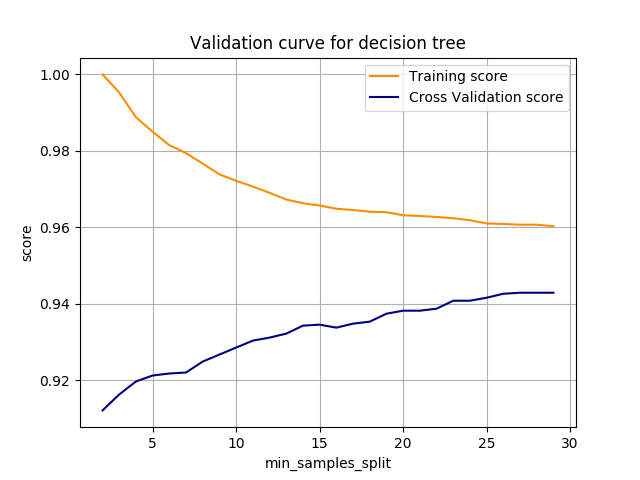 Validation curve for decision tree
Training score
Cross Validation score
score
1.00
0.98
0.96
0.94
0.92
5 10 15 20 25 30
min_samples_split